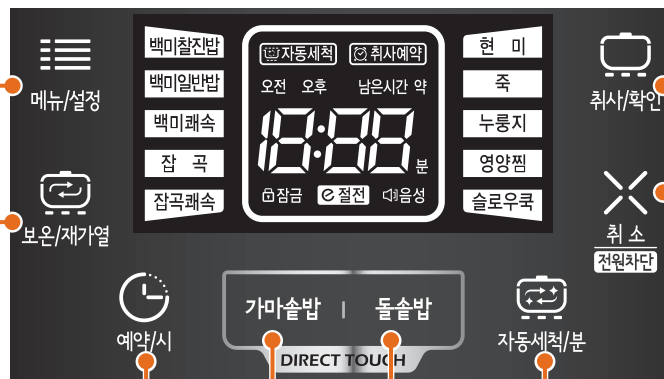 메뉴/설정
보온/재가열
예약/시
백미찰진밥
백미일반밥
백미쾌속
잡 곡
잡곡쾌속
자동세척 취사예약
오전 오후 남은시간 약
18:88 분
잠금 절전 음성
현 미
죽
누룽지
영양찜
슬로우쿡
취사/확인
취 소
전원차단
가마솥밥 | 돌솥밥
DIRECT TOUCH
자동세척/분